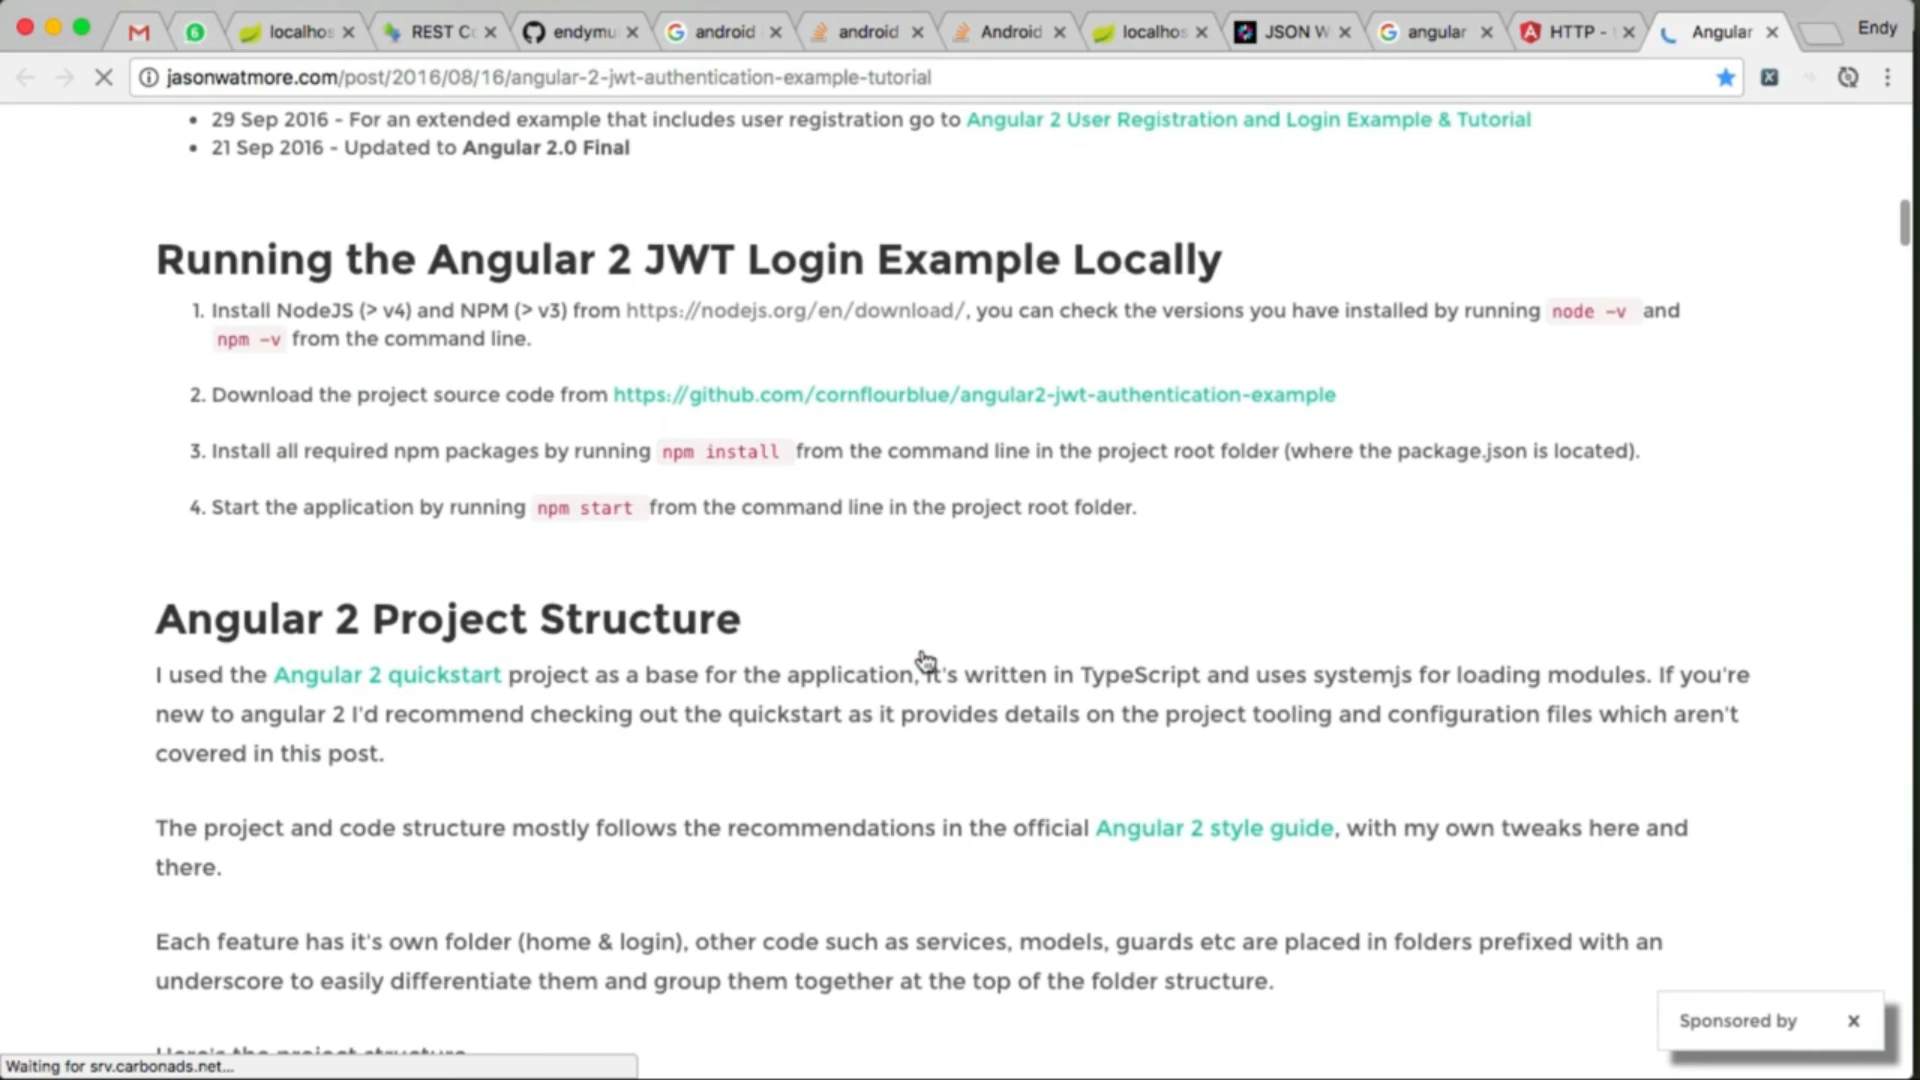 localhos
REST C
endymu
android
android
Android
localhos
JSON W
angular
HTTP -
Angular
Endy
jasonwatmore.com/post/2016/08/16/angular-2-jwt-authentication-example-tutorial
• 29 Sep 2016 - For an extended example that includes user registration go to Angular 2 User Registration and Login Example & Tutorial
• 21 Sep 2016 - Updated to Angular 2.0 Final
Running the Angular 2 JWT Login Example Locally
1. Install NodeJS (> v4) and NPM (> v3) from https://nodejs.org/en/download/, you can check the versions you have installed by running node -v and
npm -v from the command line.
2. Download the project source code from https://github.com/cornflourblue/angular2-jwt-authentication-example
3. Install all required npm packages by running npm install from the command line in the project root folder (where the package.json is located).
4. Start the application by running npm start from the command line in the project root folder.
Angular 2 Project Structure
I used the Angular 2 quickstart project as a base for the application, it's written in TypeScript and uses systemjs for loading modules. If you're
new to angular 2 I'd recommend checking out the quickstart as it provides details on the project tooling and configuration files which aren't
covered in this post.
The project and code structure mostly follows the recommendations in the official Angular 2 style guide, with my own tweaks here and
there.
Each feature has it's own folder (home & login), other code such as services, models, guards etc are placed in folders prefixed with an
underscore to easily differentiate them and group them together at the top of the folder structure.
Here's the project structure
Sponsored by
Waiting for srv.carbonads.net...